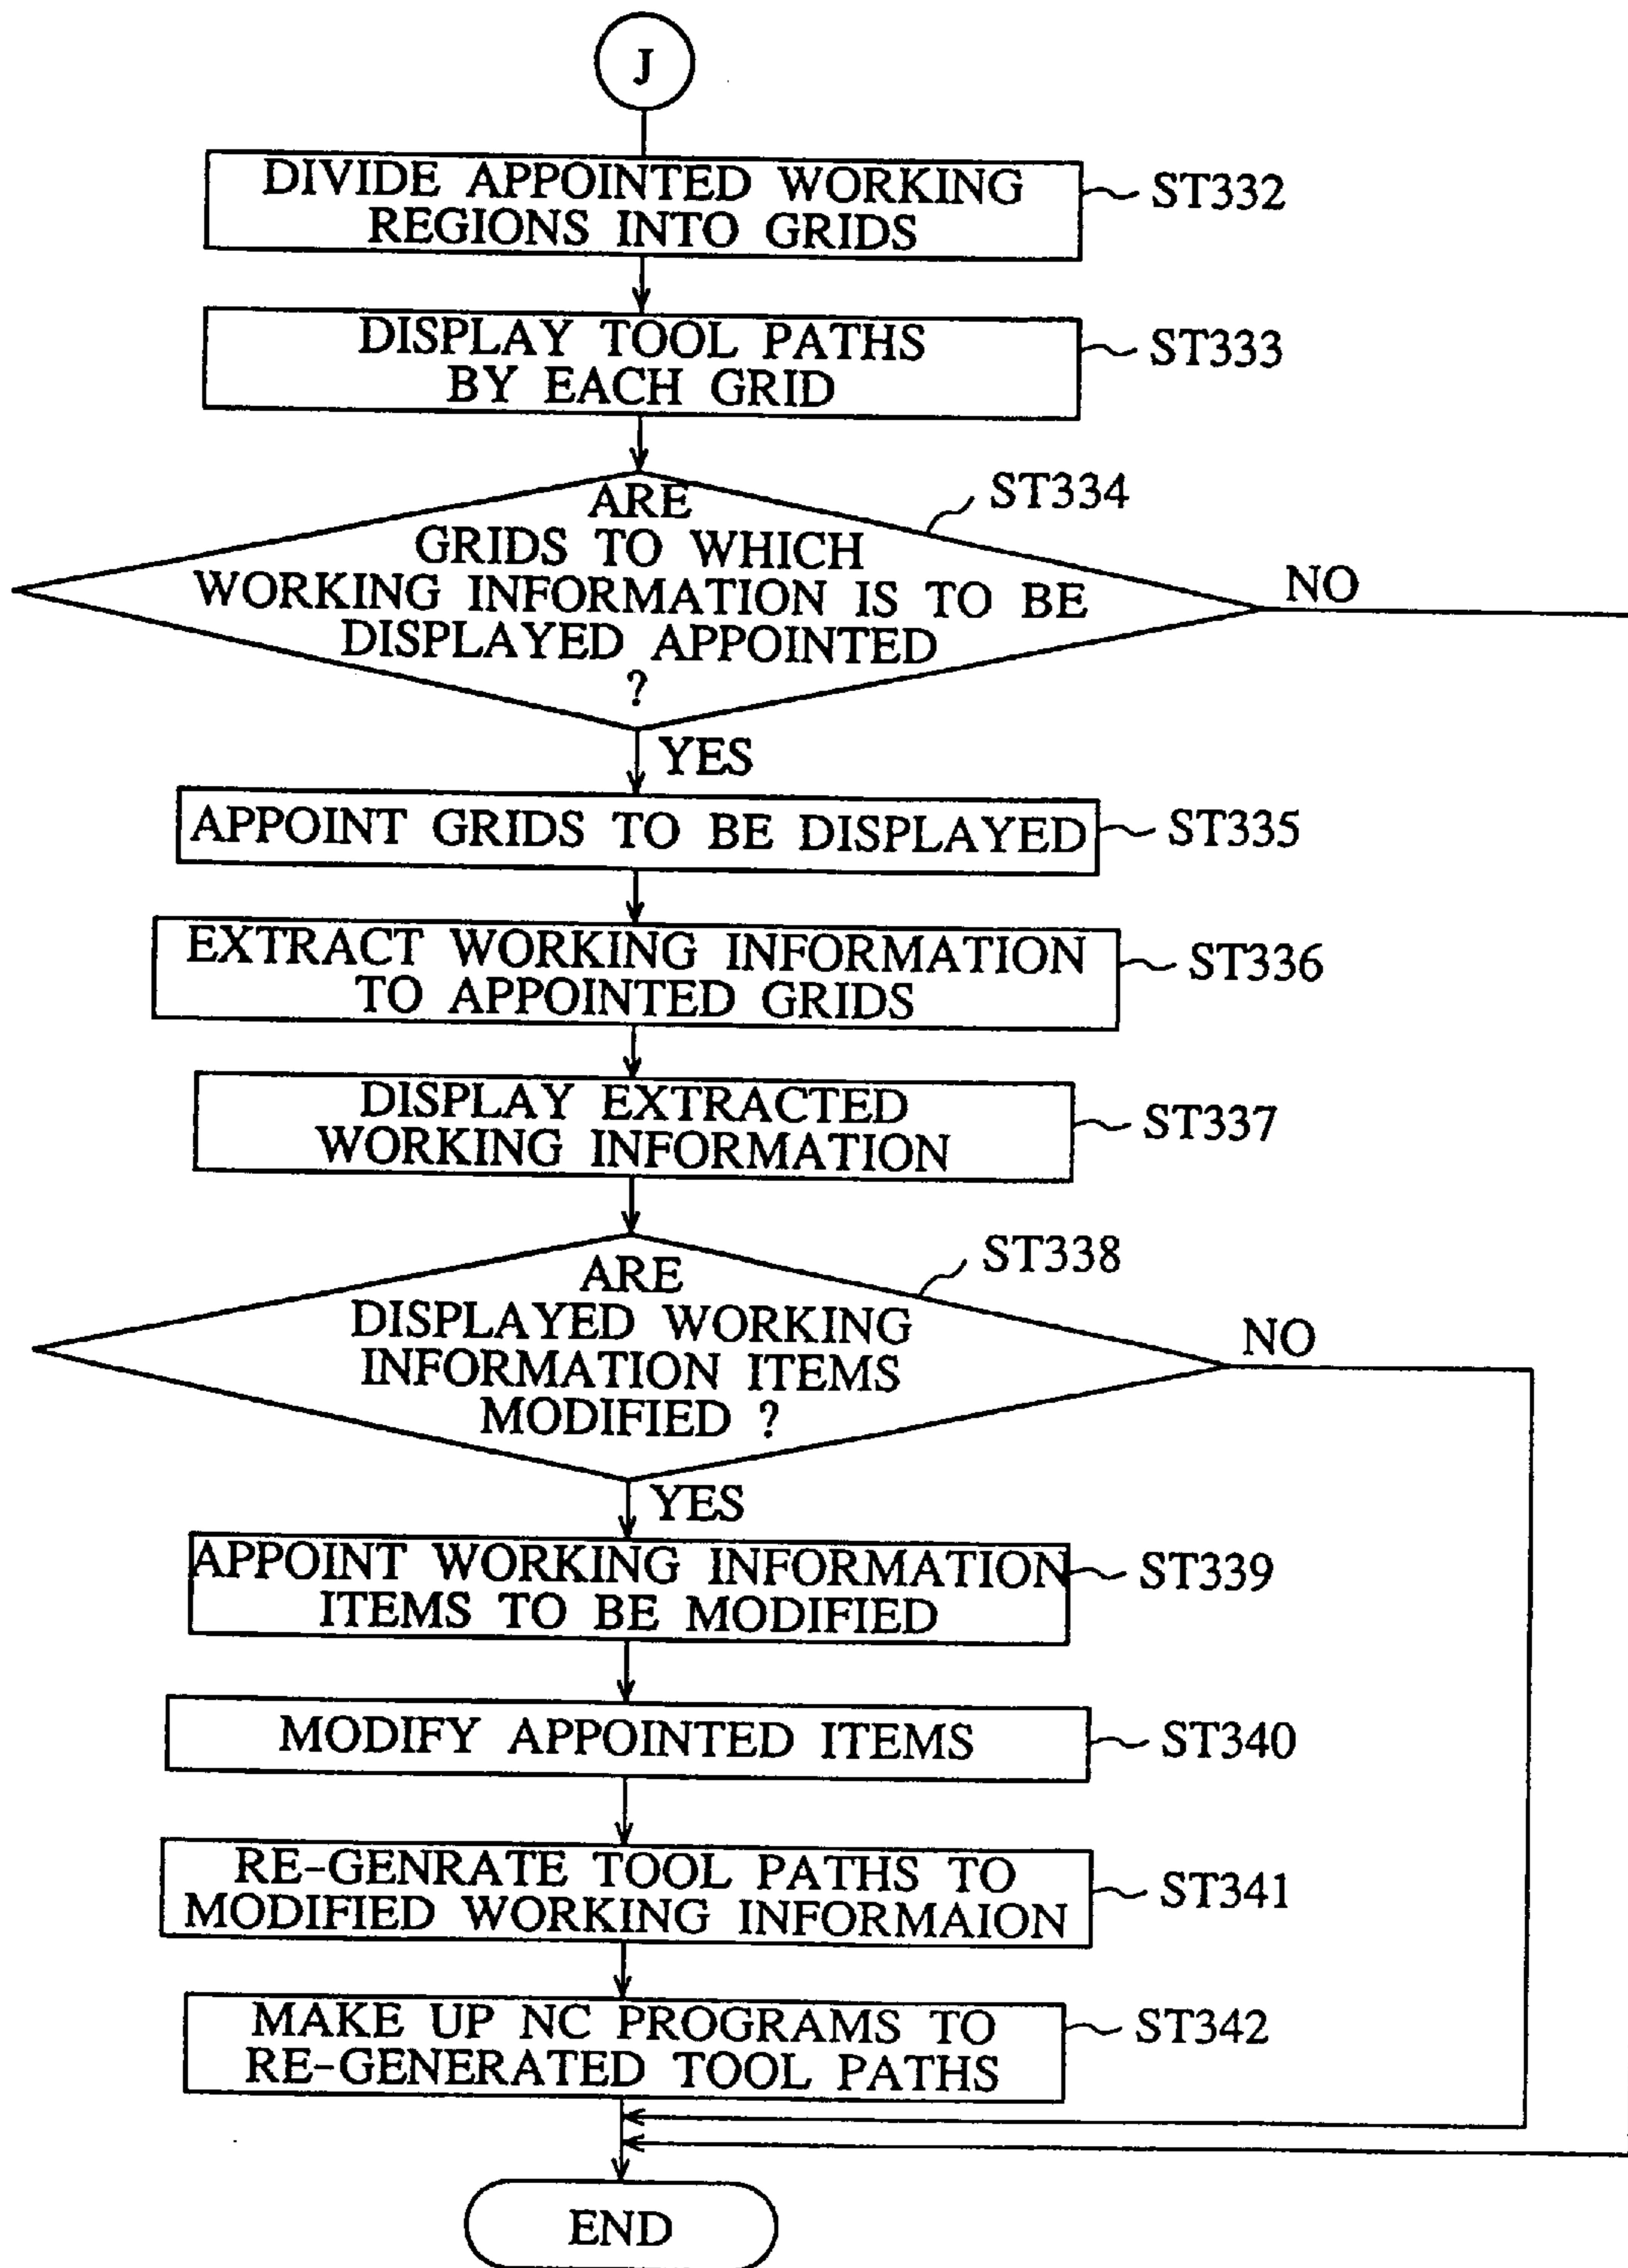 J
DIVIDE APPOINTED WORKING
REGIONS INTO GRIDS
ST332
DISPLAY TOOL PATHS
BY EACH GRID
ST333
ARE
GRIDS TO WHICH
WORKING INFORMATION IS TO BE
DISPLAYED APPOINTED
?
ST334
NO
YES
APPOINT GRIDS TO BE DISPLAYED
ST335
EXTRACT WORKING INFORMATION
TO APPOINTED GRIDS
ST336
DISPLAY EXTRACTED
WORKING INFORMATION
ST337
ARE
DISPLAYED WORKING
INFORMATION ITEMS
MODIFIED ?
ST338
NO
YES
APPOINT WORKING INFORMATION
ITEMS TO BE MODIFIED
ST339
MODIFY APPOINTED ITEMS
ST340
RE-GENRATE TOOL PATHS TO
MODIFIED WORKING INFORMAION
ST341
MAKE UP NC PROGRAMS TO
RE-GENERATED TOOL PATHS
ST342
END